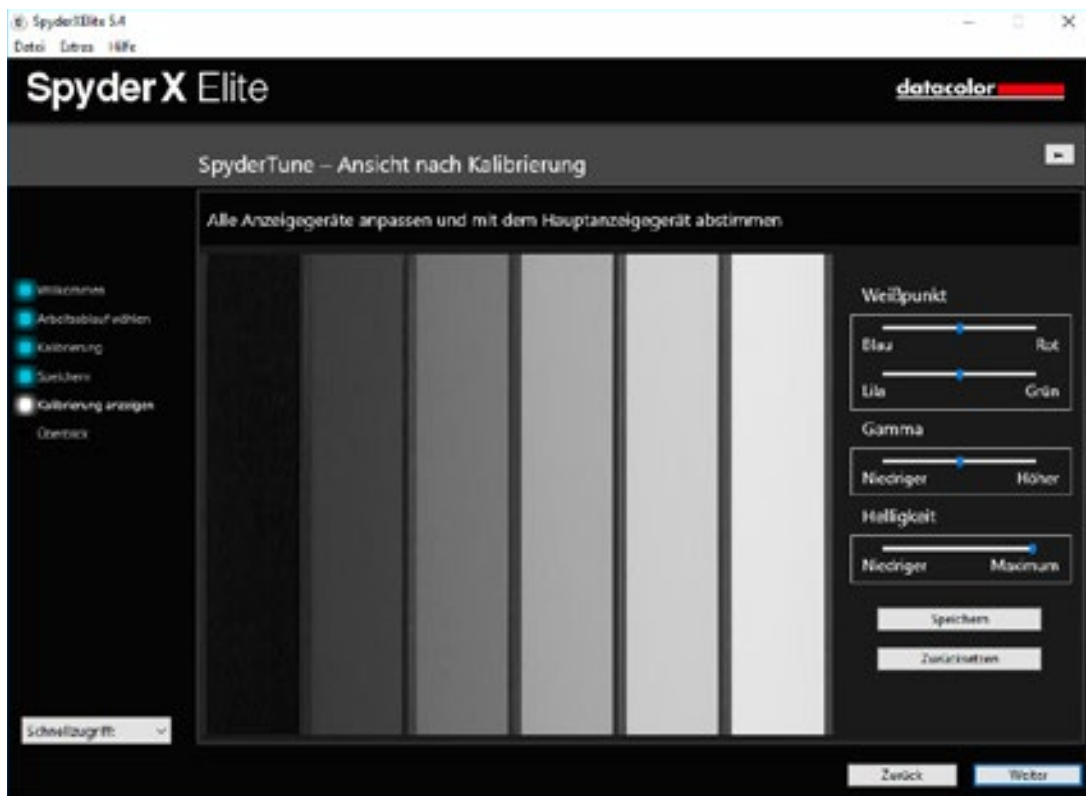 SpyderXElite 5.4
Datei Extras Hilfe
SpyderX Elite
datacolor
SpyderTune – Ansicht nach Kalibrierung
Alle Anzeigegeräte anpassen und mit dem Hauptanzeigegerät abstimmen
Willkommen
Arbeitsablauf wählen
Kalibrierung
Speichern
Kalibrierung anzeigen
Überblick
Weißpunkt
Blau Rot
Lila Grün
Gamma
Niedriger Höher
Helligkeit
Niedriger Maximum
Speichern
Zurücksetzen
Schnellzugriff:
Zurück Weiter